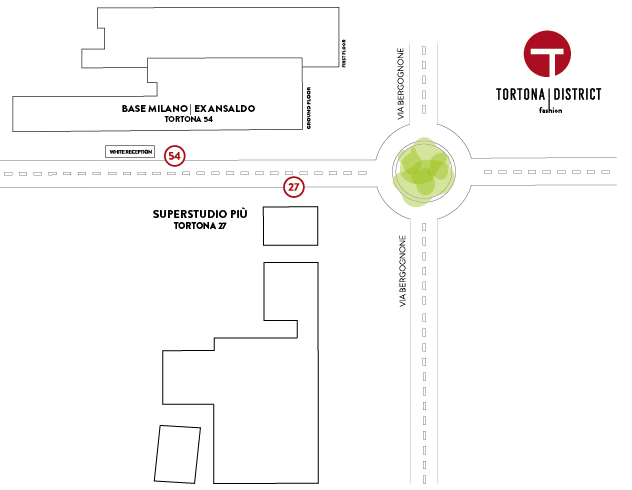 FIRST FLOOR
GROUND FLOOR
BASE MILANO | EX ANSALDO
TORTONA 54
WHITE RECEPTION
54
27
SUPERSTUDIO PIÙ
TORTONA 27
VIA BERGOGNONE
VIA BERGOGNONE
T
TORTONA | DISTRICT
fashion